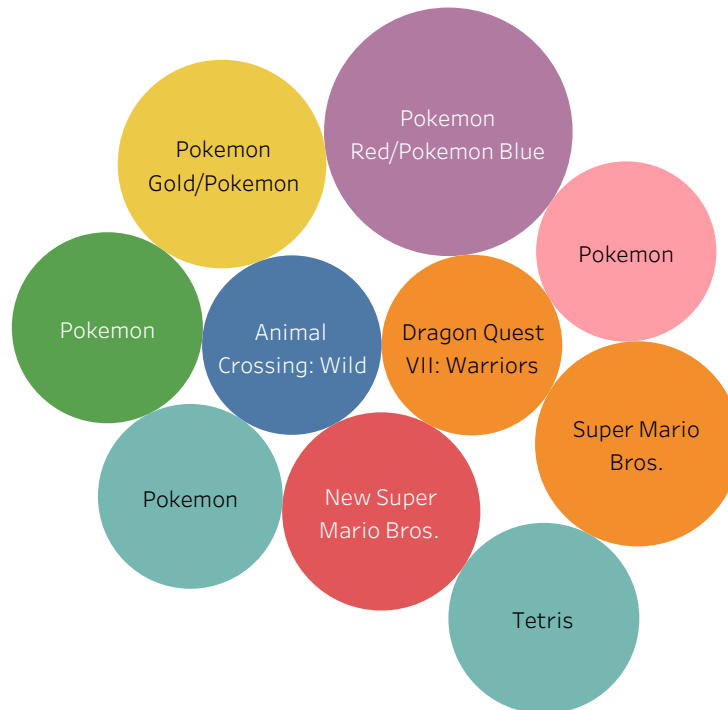 Pokemon
Red/Pokemon Blue
Pokemon
Gold/Pokemon
Pokemon
Pokemon
Animal
Crossing: Wild
Dragon Quest
VII: Warriors
Super Mario
Bros.
Pokemon
New Super
Mario Bros.
Tetris